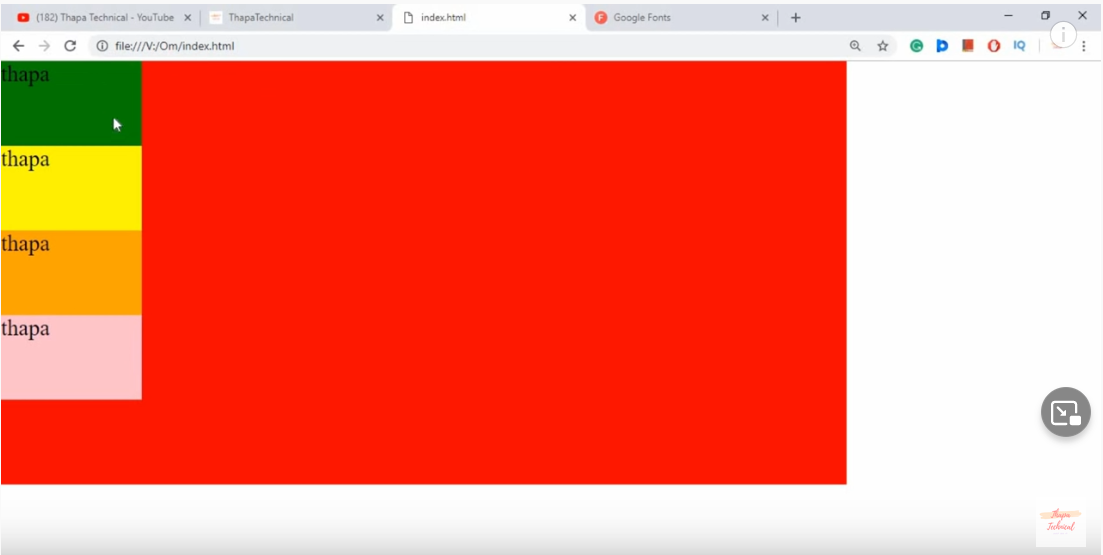 (182) Thapa Technical - YouTube
ThapaTechnical
index.html
F Google Fonts
file:///V:/Om/index.html
IQ
thapa
thapa
thapa
thapa
Thapa
Technical